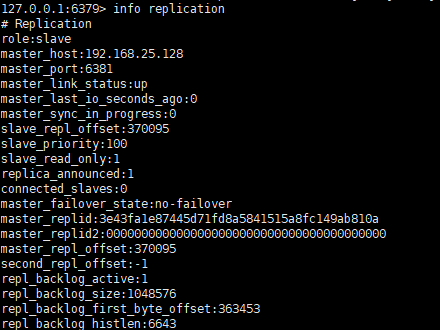 127.0.0.1:6379> info replication
# Replication
role:slave
master_host:192.168.25.128
master_port:6381
master_link_status:up
master_last_io_seconds_ago:0
master_sync_in_progress:0
slave_repl_offset:370095
slave_priority:100
slave_read_only:1
replica_announced:1
connected_slaves:0
master_failover_state:no-failover
master_replid:3e43fa1e87445d71fd8a5841515a8fc149ab810a
master_replid2:0000000000000000000000000000000000000000
master_repl_offset:370095
second_repl_offset:-1
repl_backlog_active:1
repl_backlog_size:1048576
repl_backlog_first_byte_offset:363453
repl_backlog_histlen:6643